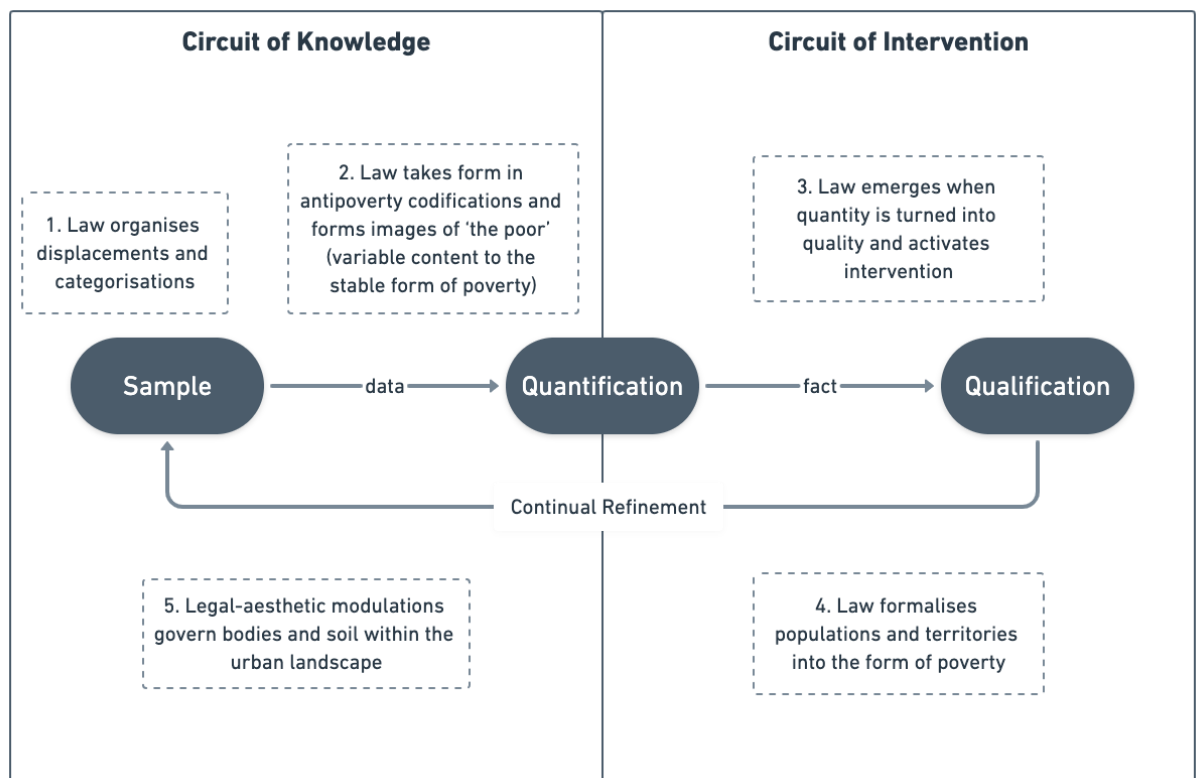 Circuit of Knowledge
Circuit of Intervention
1. Law organises
displacements and
categorisations
2. Law takes form in
antipoverty codifications and
forms images of ‘the poor’
(variable content to the
stable form of poverty)
3. Law emerges when
quantity is turned into
quality and activates
intervention
Sample
data
Quantification
fact
Qualification
Continual Refinement
5. Legal-aesthetic modulations
govern bodies and soil within the
urban landscape
4. Law formalises
populations and territories
into the form of poverty